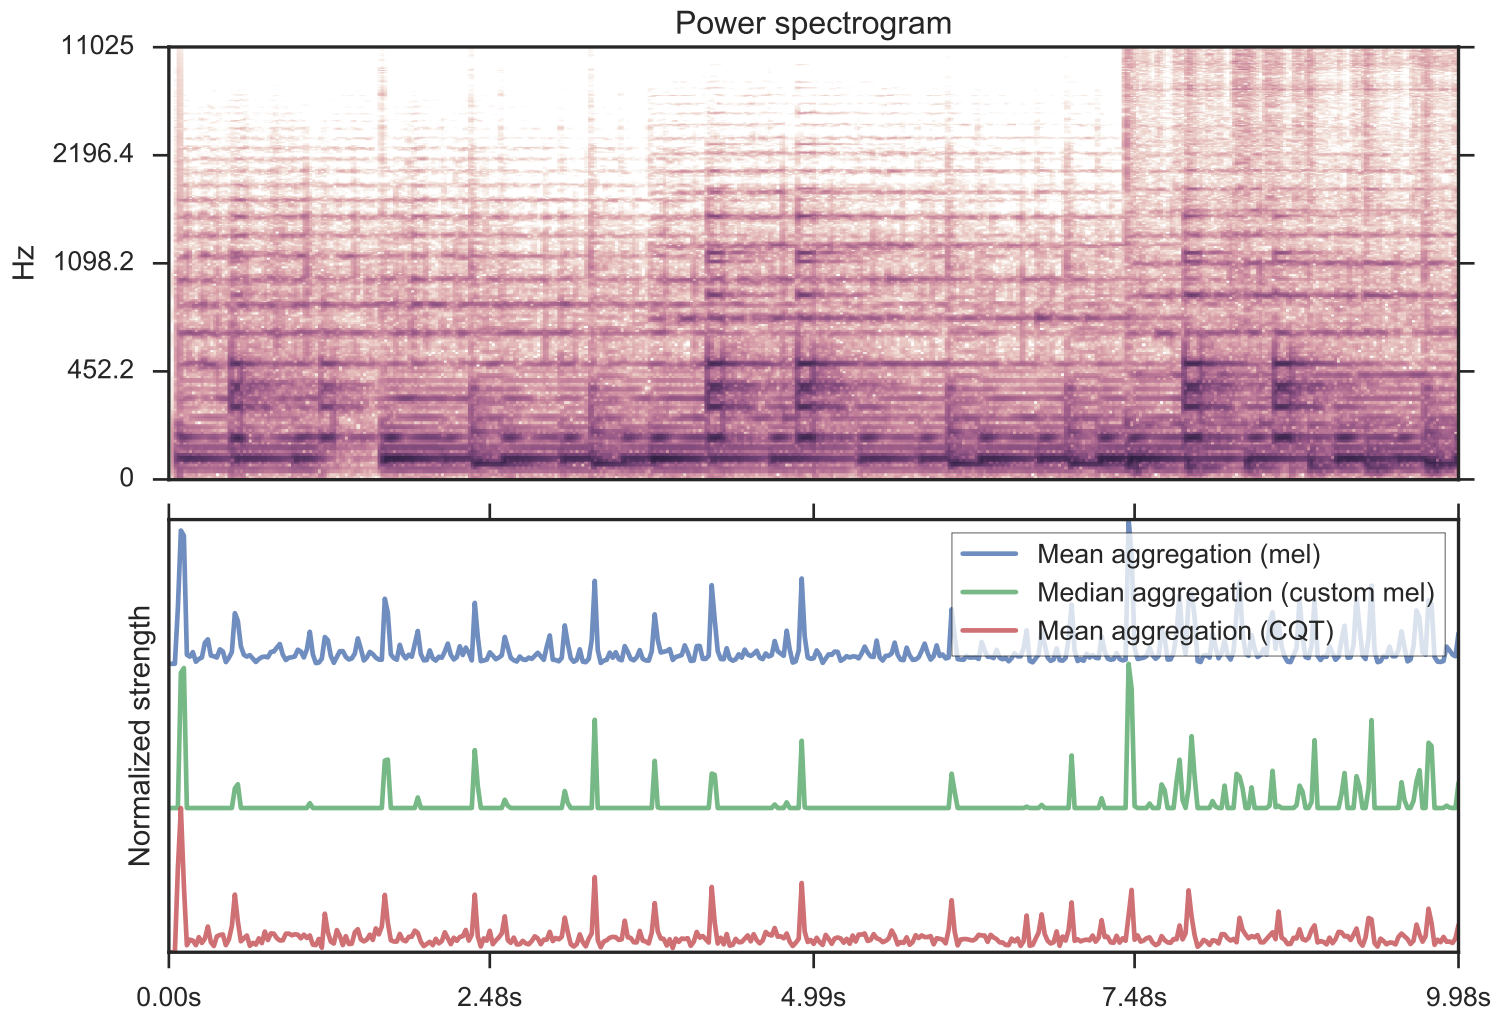 Power spectrogram
11025
2196.4
1098.2
452.2
0
Hz
Mean aggregation (mel)
Median aggregation (custom mel)
Mean aggregation (CQT)
Normalized strength
0.00s
2.48s
4.99s
7.48s
9.98s